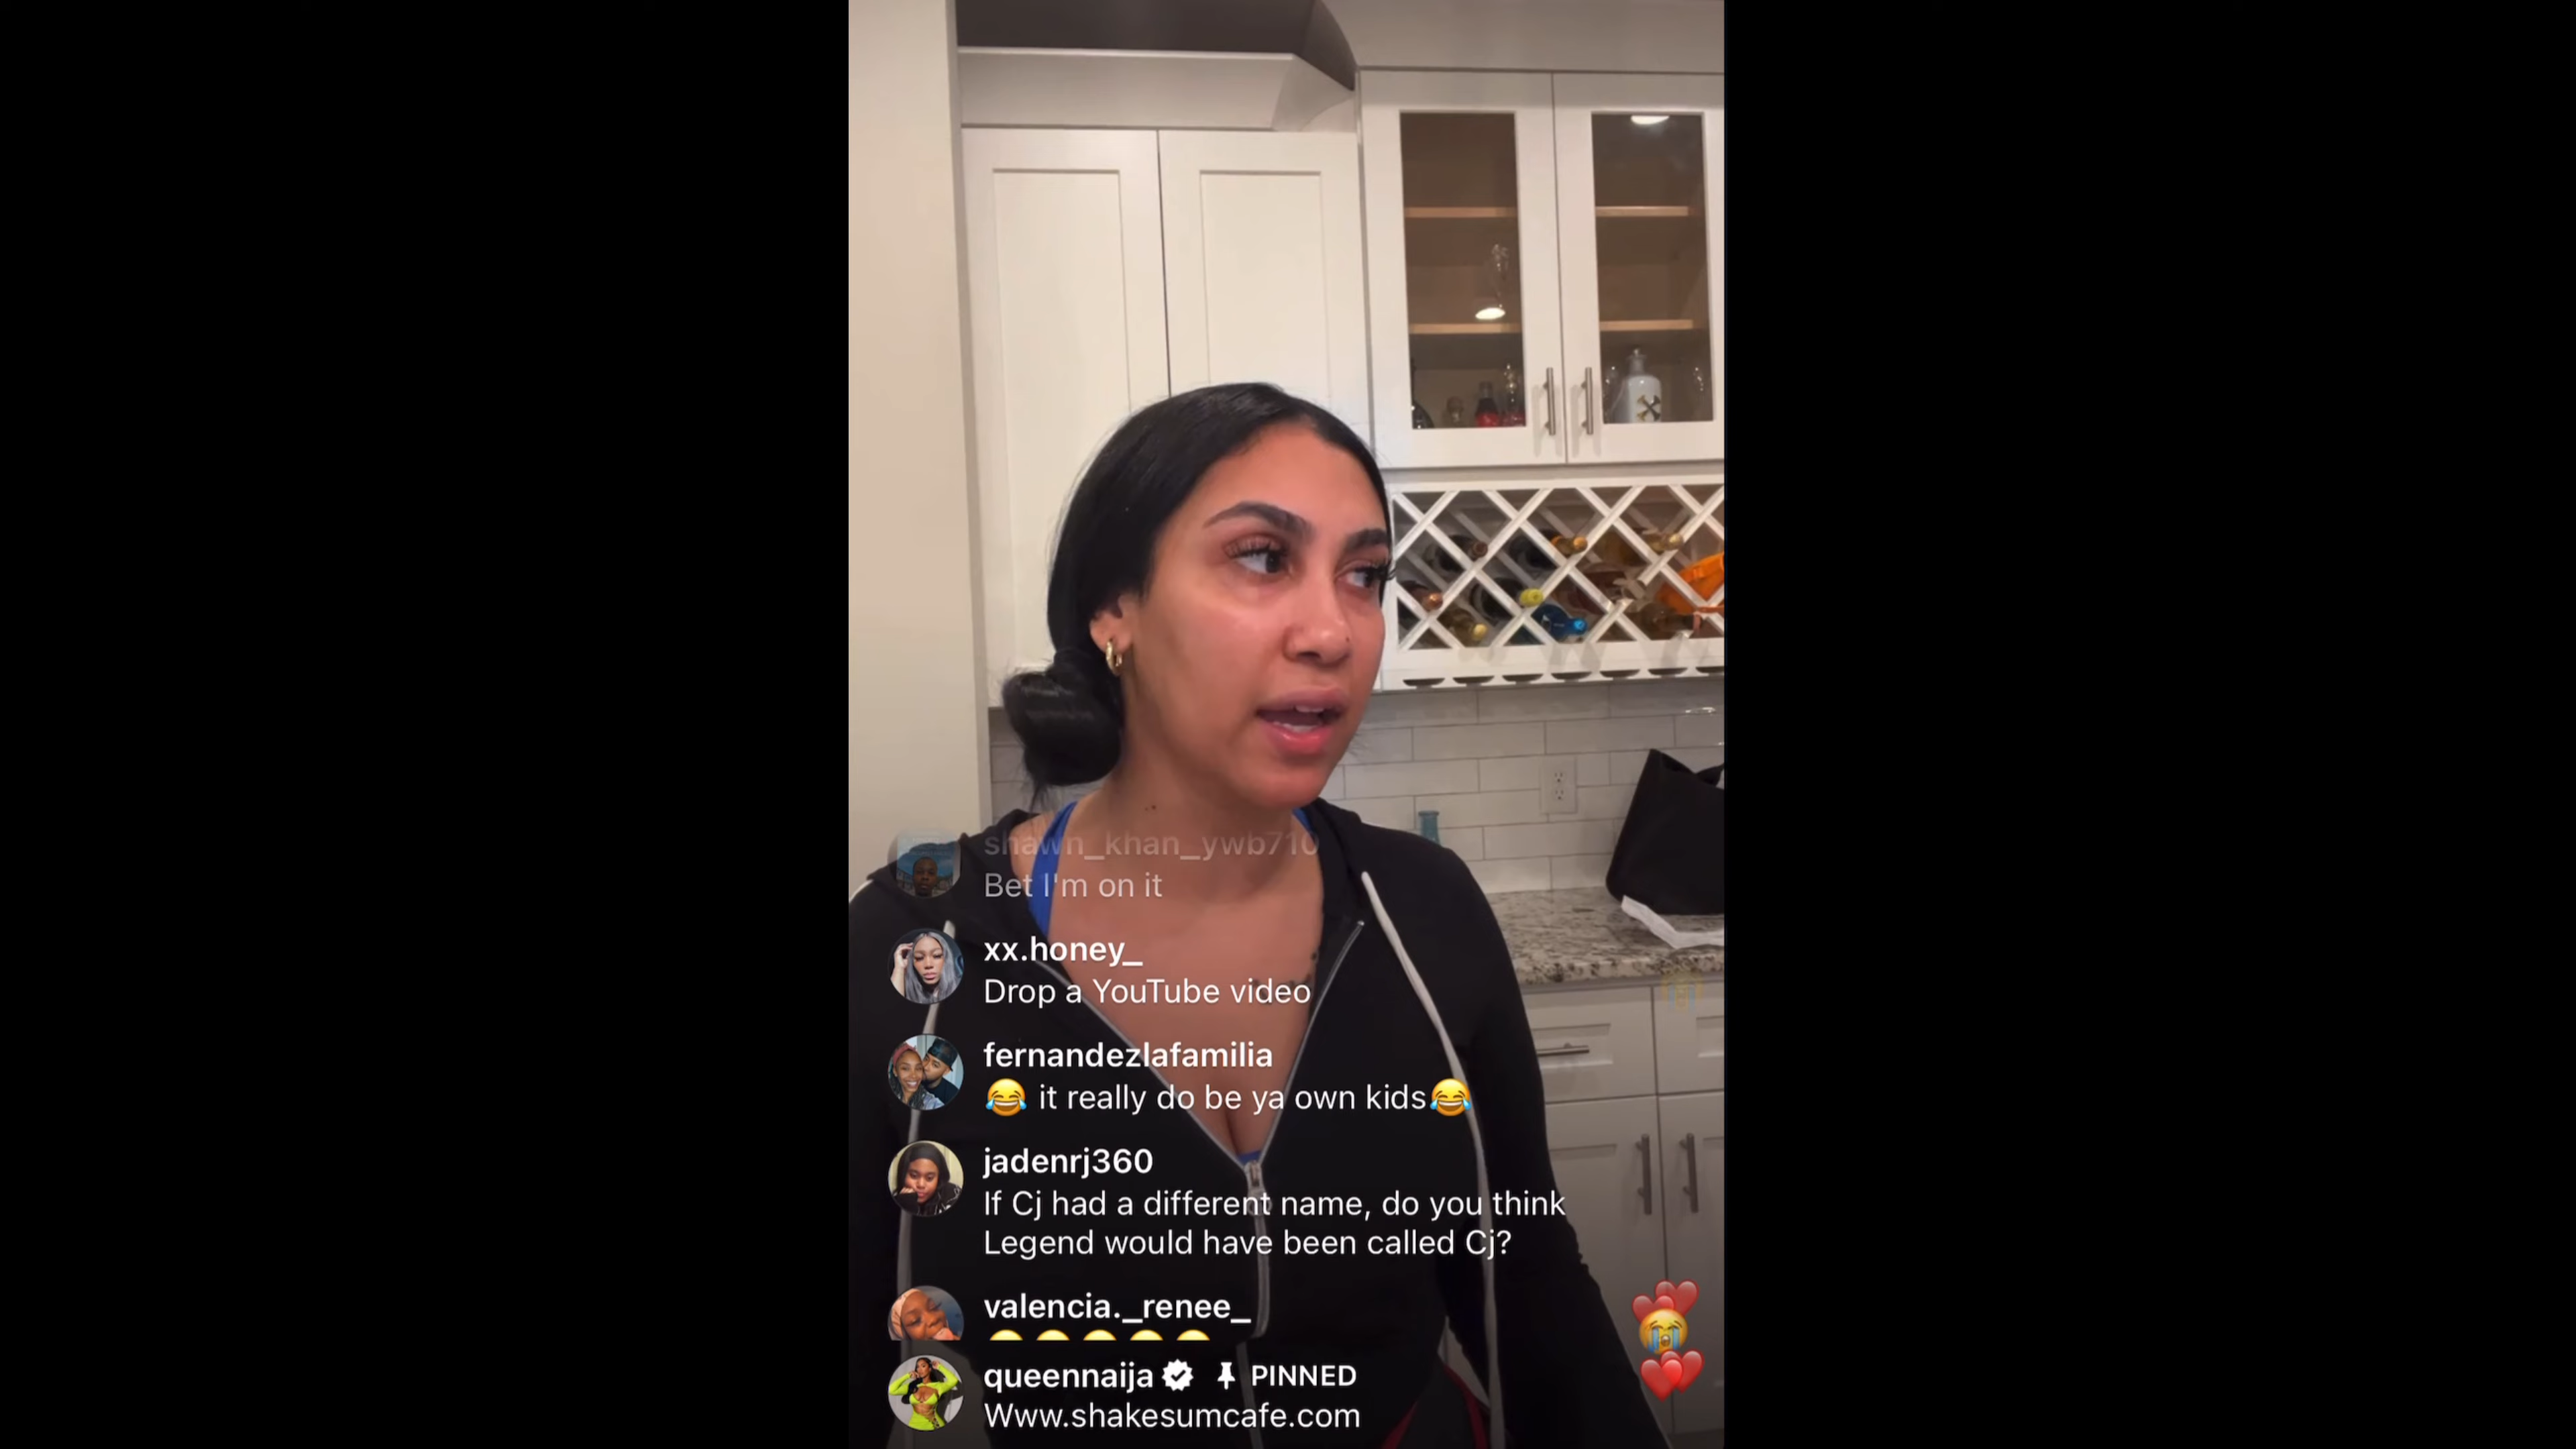 shawn_khan_ywb710
Bet I'm on it
xx.honey_
Drop a YouTube video
fernandezlafamilia
😂 it really do be ya own kids😂
jadenrj360
If Cj had a different name, do you think
Legend would have been called Cj?
valencia._renee_
queennaija PINNED
Www.shakesumcafe.com